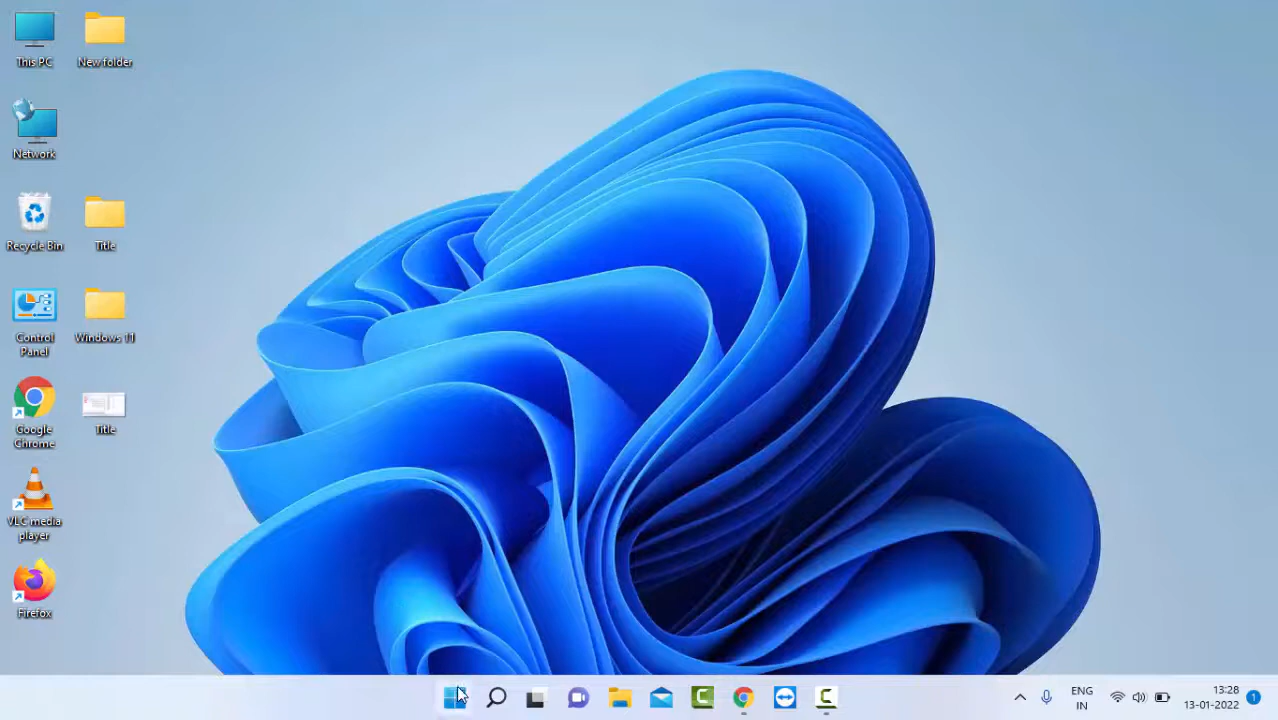 This PC
New folder
Network
Recycle Bin
Title
Control
Panel
Windows 11
Google
Chrome
Title
VLC media
player
Firefox
ENG
IN
13:28
13-01-2022
1